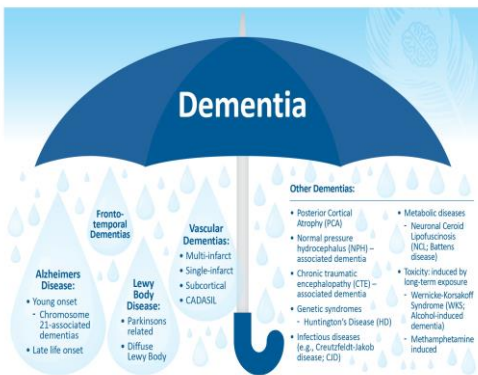 Dementia
Fronto-
temporal
Dementias
Alzheimers
Disease:
• Young onset
- Chromosome
21-associated
dementias
• Late life onset
Lewy
Body
Disease:
• Parkinsons
related
• Diffuse
Lewy Body
Vascular
Dementias:
• Multi-infarct
• Single-infarct
• Subcortical
• CADASIL
Other Dementias:
• Posterior Cortical
Atrophy (PCA)
• Normal pressure
hydrocephalus (NPH) –
associated dementia
• Chronic traumatic
encephalopathy (CTE) –
associated dementia
• Genetic syndromes
- Huntington's Disease (HD)
• Infectious diseases
(e.g., Creutzfeldt-Jakob
disease; CJD)
• Metabolic diseases
- Neuronal Ceroid
Lipofuscinosis
(NCL; Battens
disease)
• Toxicity: induced by
long-term exposure
- Wernicke-Korsakoff
Syndrome (WKS;
Alcohol-induced
dementia)
- Methamphetamine
induced